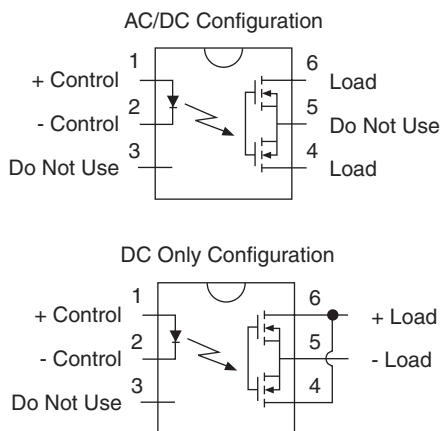 AC/DC Configuration
1
+ Control
2
- Control
3
Do Not Use
6
Load
5
Do Not Use
4
Load
DC Only Configuration
1
+ Control
2
- Control
3
Do Not Use
6
+ Load
5
- Load
4